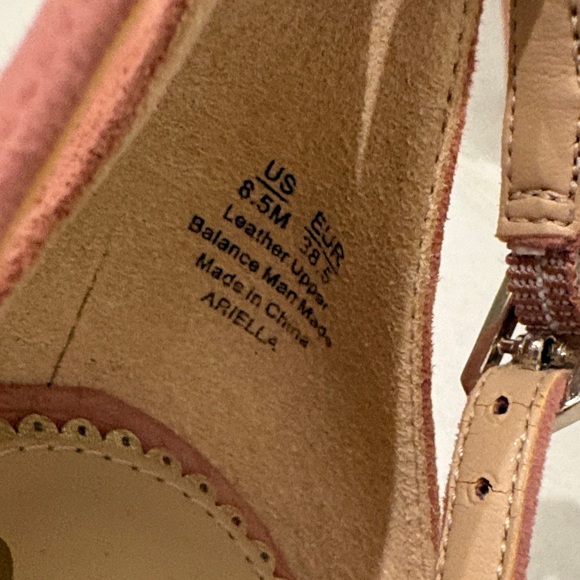 US EUR
8.5M 38.5
Leather Upper
Balance Man Made
Made in China
ARIELLA